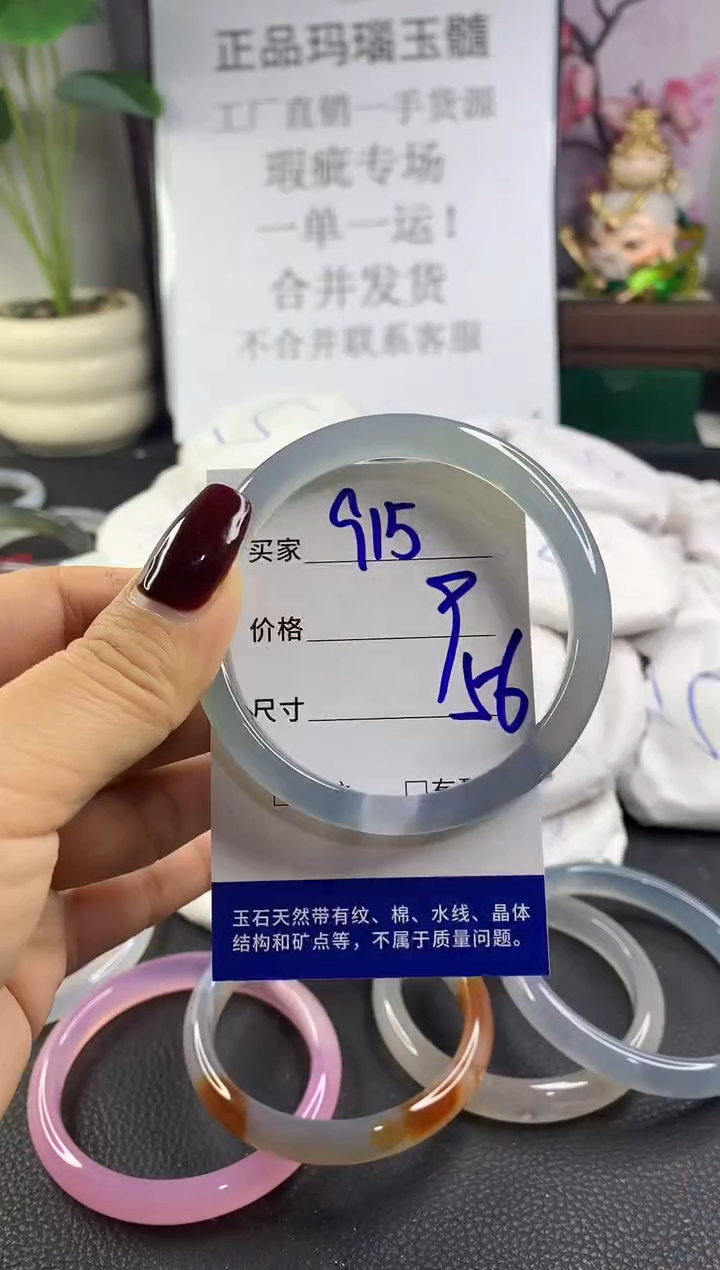 正品玛瑙玉髓
工厂直销一手货源
瑕疵专场
一单一运！
合并发货
不合并联系客服
买家 915
价格
尺寸 56
玉石天然带有纹、棉、水线、晶体
结构和矿点等，不属于质量问题。